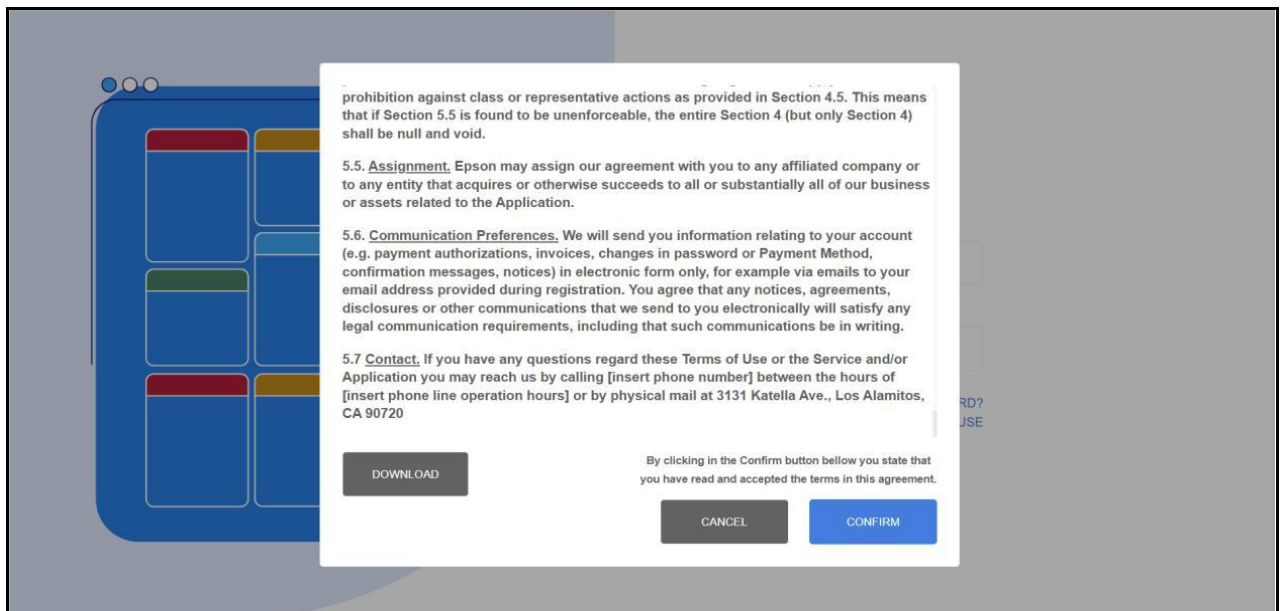 prohibition against class or representative actions as provided in Section 4.5. This means
that if Section 5.5 is found to be unenforceable, the entire Section 4 (but only Section 4)
shall be null and void.
5.5. Assignment. Epson may assign our agreement with you to any affiliated company or
to any entity that acquires or otherwise succeeds to all or substantially all of our business
or assets related to the Application.
5.6. Communication Preferences. We will send you information relating to your account
(e.g. payment authorizations, invoices, changes in password or Payment Method,
confirmation messages, notices) in electronic form only, for example via emails to your
email address provided during registration. You agree that any notices, agreements,
disclosures or other communications that we send to you electronically will satisfy any
legal communication requirements, including that such communications be in writing.
5.7 Contact. If you have any questions regard these Terms of Use or the Service and/or
Application you may reach us by calling [insert phone number] between the hours of
[insert phone line operation hours] or by physical mail at 3131 Katella Ave., Los Alamitos,
CA 90720
RD?
USE
DOWNLOAD
By clicking in the Confirm button bellow you state that
you have read and accepted the terms in this agreement.
CANCEL
CONFIRM